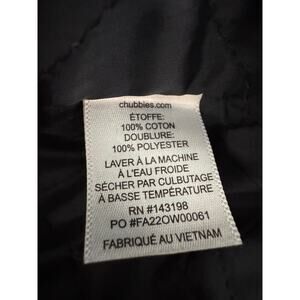 chubbies.com
ÉTOFFE:
100% COTON
DOUBLURE:
100% POLYESTER
LAVER À LA MACHINE
À L'EAU FROIDE
SÉCHER PAR CULBUTAGE
À BASSE TEMPÉRATURE
RN #143198
PO #FA22OW00061
FABRIQUÉ AU VIETNAM